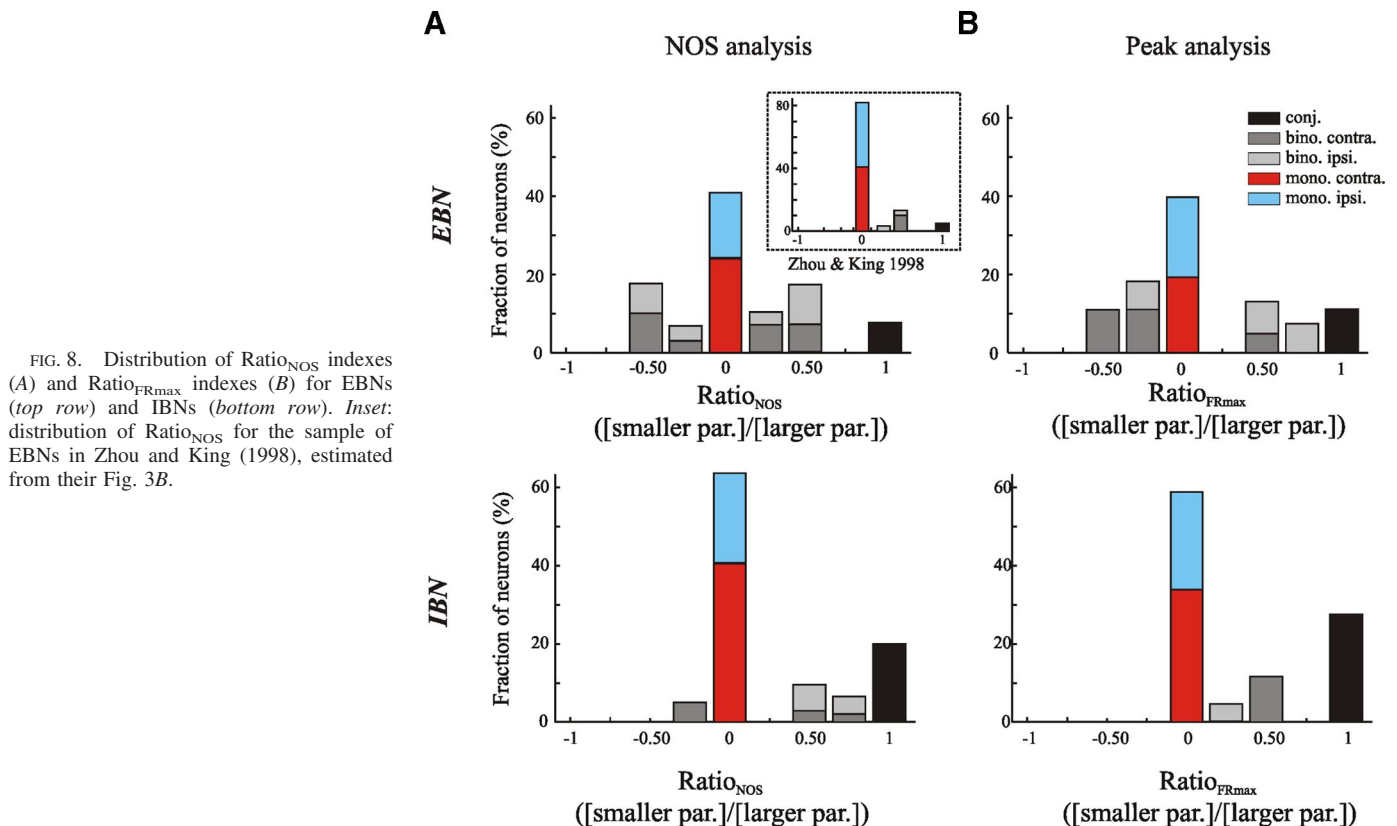 A
B
NOS analysis
Peak analysis
EBN
Fraction of neurons (%)
60
40
20
0
-1
-0.50
0
0.50
1
Ratio_NOS
([smaller par.]/[larger par.])
80
40
0
-1
0
1
Zhou & King 1998
60
40
20
0
-1
-0.50
0
0.50
1
Ratio_FRmax
([smaller par.]/[larger par.])
conj.
bino. contra.
bino. ipsi.
mono. contra.
mono. ipsi.
FIG. 8. Distribution of Ratio_NOS indexes
(A) and Ratio_FRmax indexes (B) for EBNs
(top row) and IBNs (bottom row). Inset:
distribution of Ratio_NOS for the sample of
EBNs in Zhou and King (1998), estimated
from their Fig. 3B.
IBN
Fraction of neurons (%)
60
40
20
0
-1
-0.50
0
0.50
1
Ratio_NOS
([smaller par.]/[larger par.])
60
40
20
0
-1
-0.50
0
0.50
1
Ratio_FRmax
([smaller par.]/[larger par.])